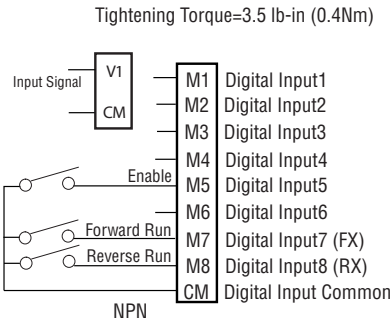 Tightening Torque=3.5 lb-in (0.4Nm)
Input Signal
V1
CM
M1 Digital Input1
M2 Digital Input2
M3 Digital Input3
M4 Digital Input4
Enable M5 Digital Input5
M6 Digital Input6
Forward Run M7 Digital Input7 (FX)
Reverse Run M8 Digital Input8 (RX)
CM Digital Input Common
NPN